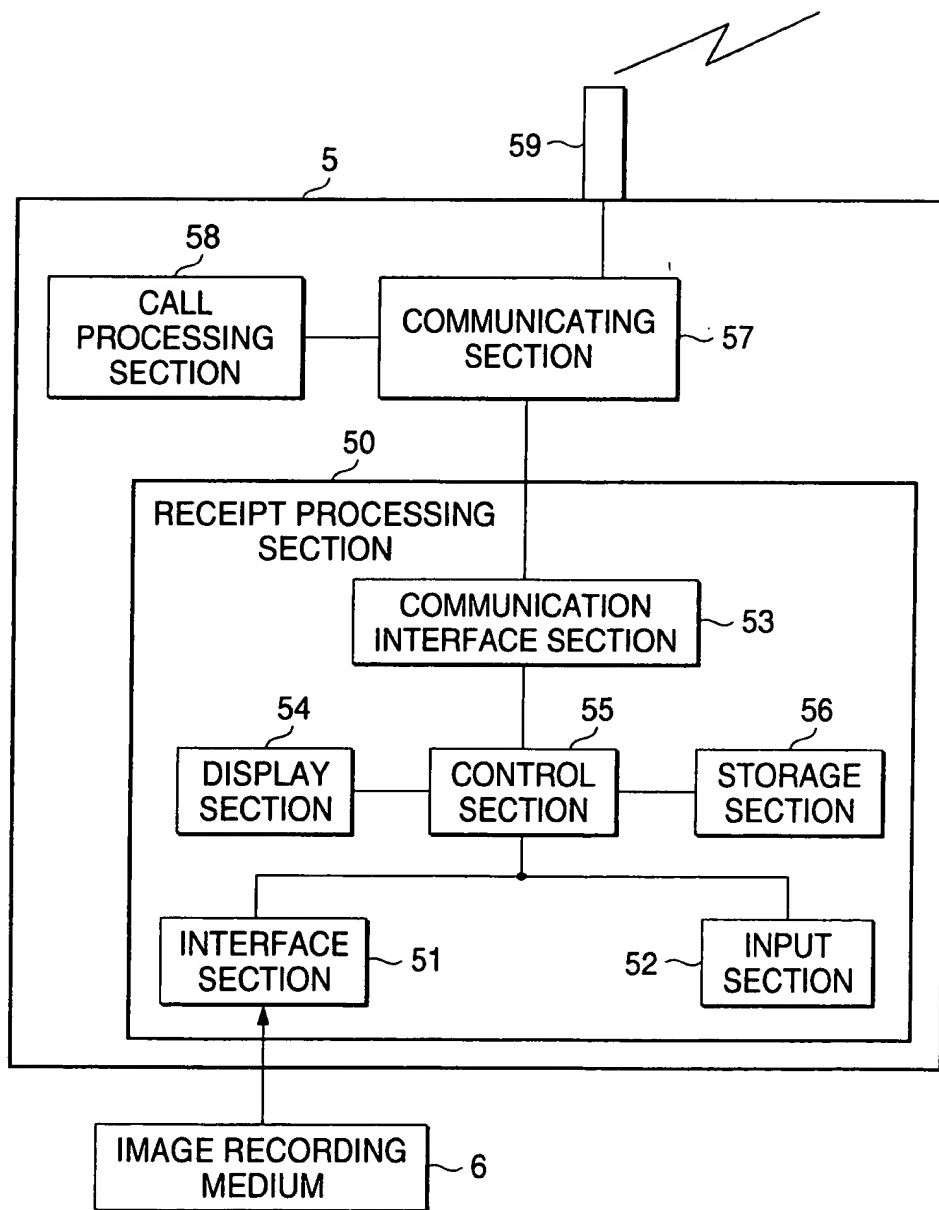 59
5
58
CALL
PROCESSING
SECTION
COMMUNICATING
SECTION
57
50
RECEIPT PROCESSING
SECTION
COMMUNICATION
INTERFACE SECTION
53
54
55
56
DISPLAY
SECTION
CONTROL
SECTION
STORAGE
SECTION
INTERFACE
SECTION
51
52
INPUT
SECTION
IMAGE RECORDING
MEDIUM
6